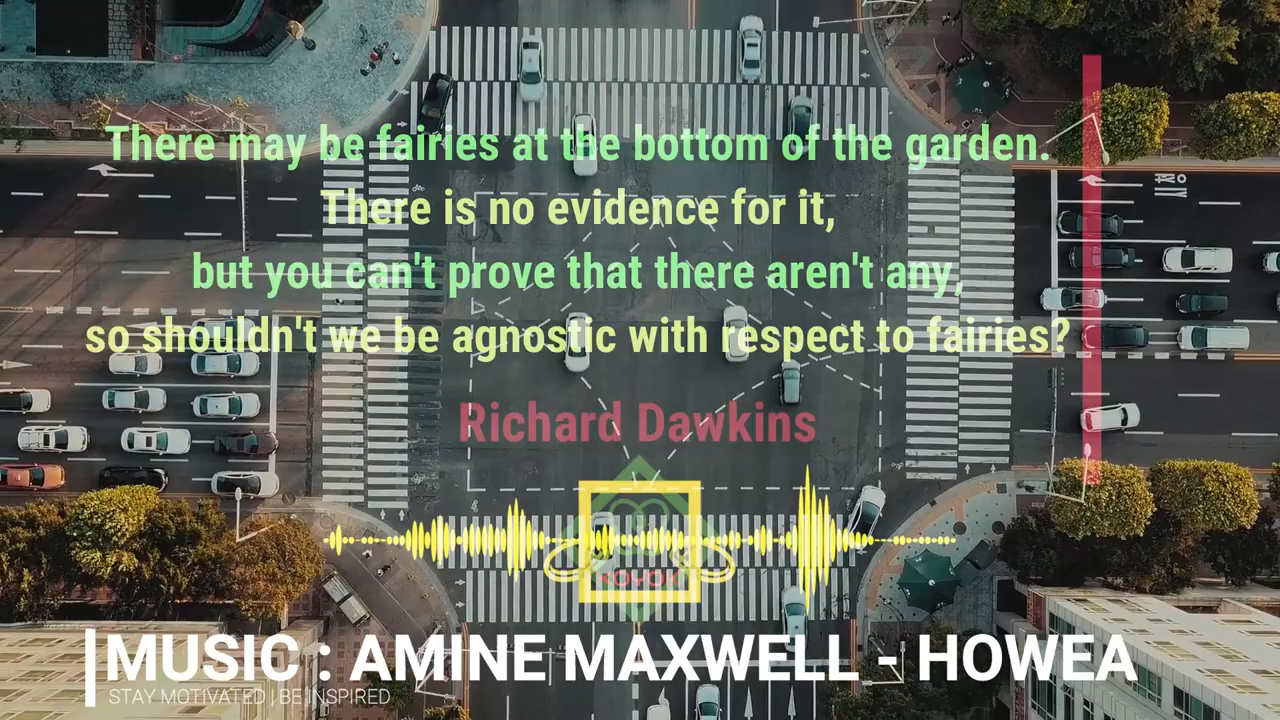 There may be fairies at the bottom of the garden.
There is no evidence for it,
but you can't prove that there aren't any,
so shouldn't we be agnostic with respect to fairies?
Richard Dawkins
MUSIC : AMINE MAXWELL - HOWEA
STAY MOTIVATED | BE INSPIRED